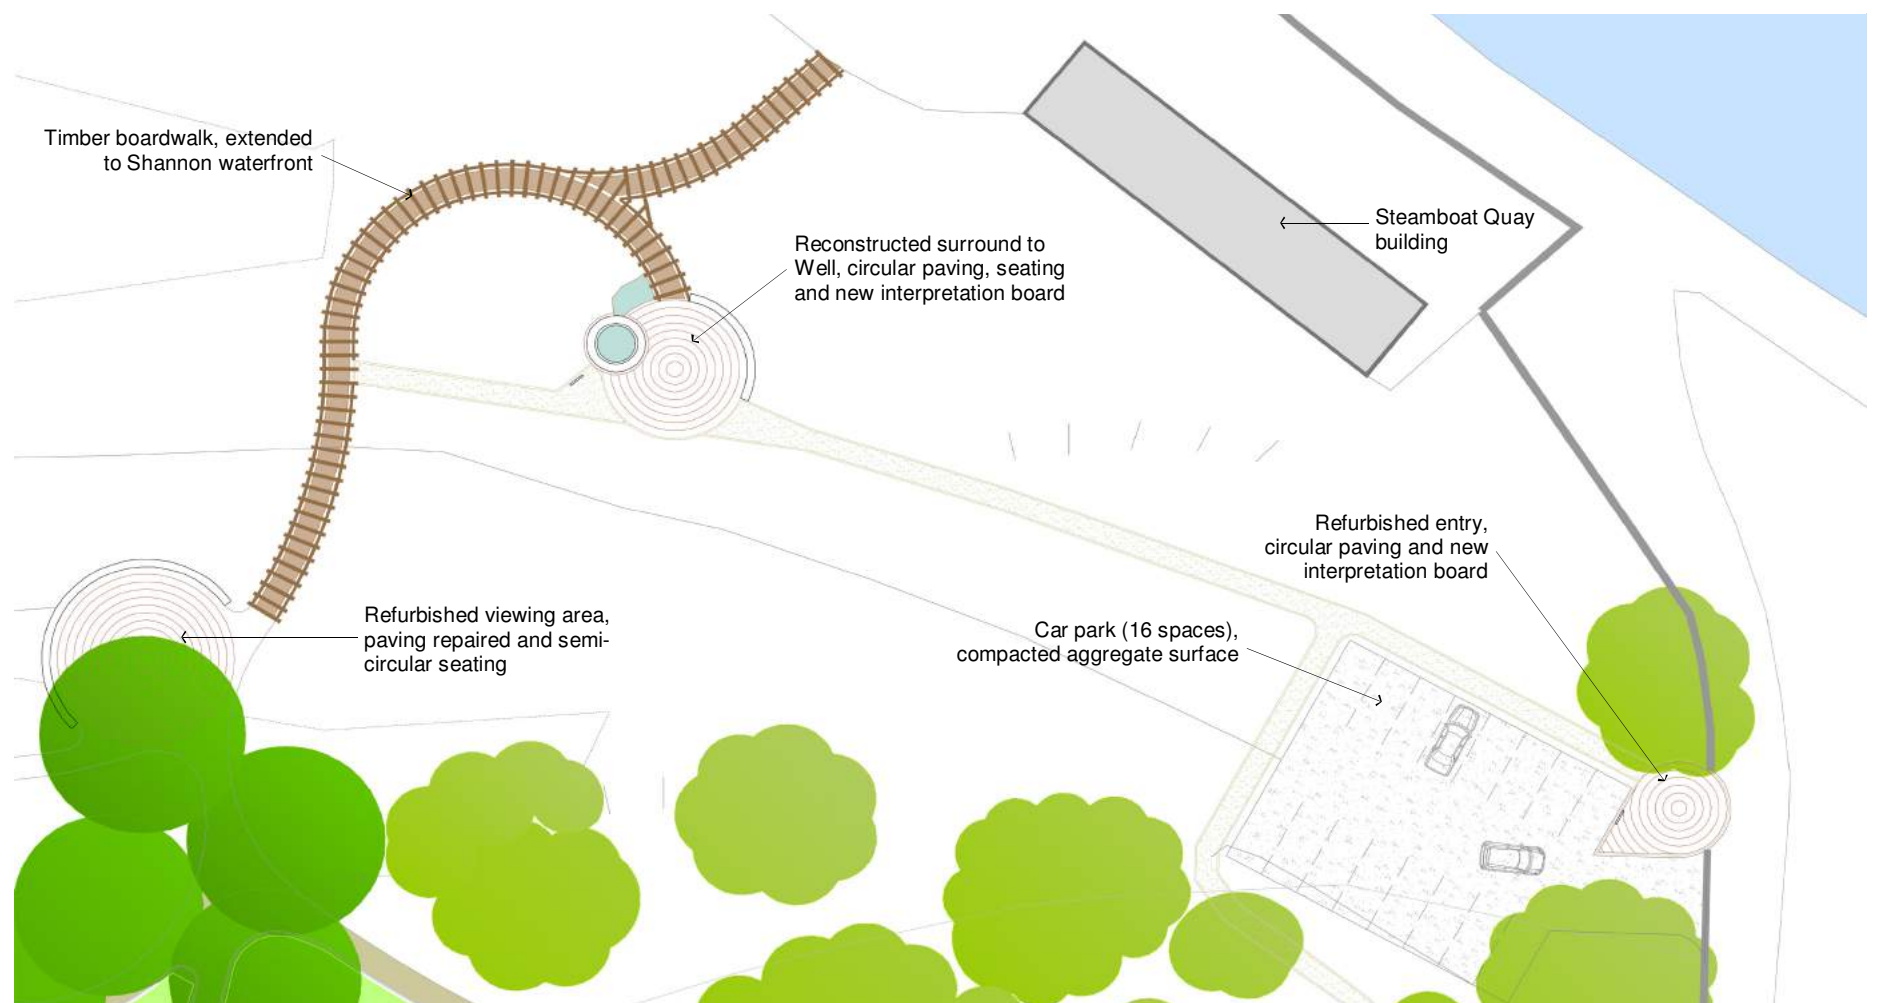 Timber boardwalk, extended
to Shannon waterfront
Reconstructed surround to
Well, circular paving, seating
and new interpretation board
Steamboat Quay
building
Refurbished entry,
circular paving and new
interpretation board
Refurbished viewing area,
paving repaired and semi-
circular seating
Car park (16 spaces),
compacted aggregate surface